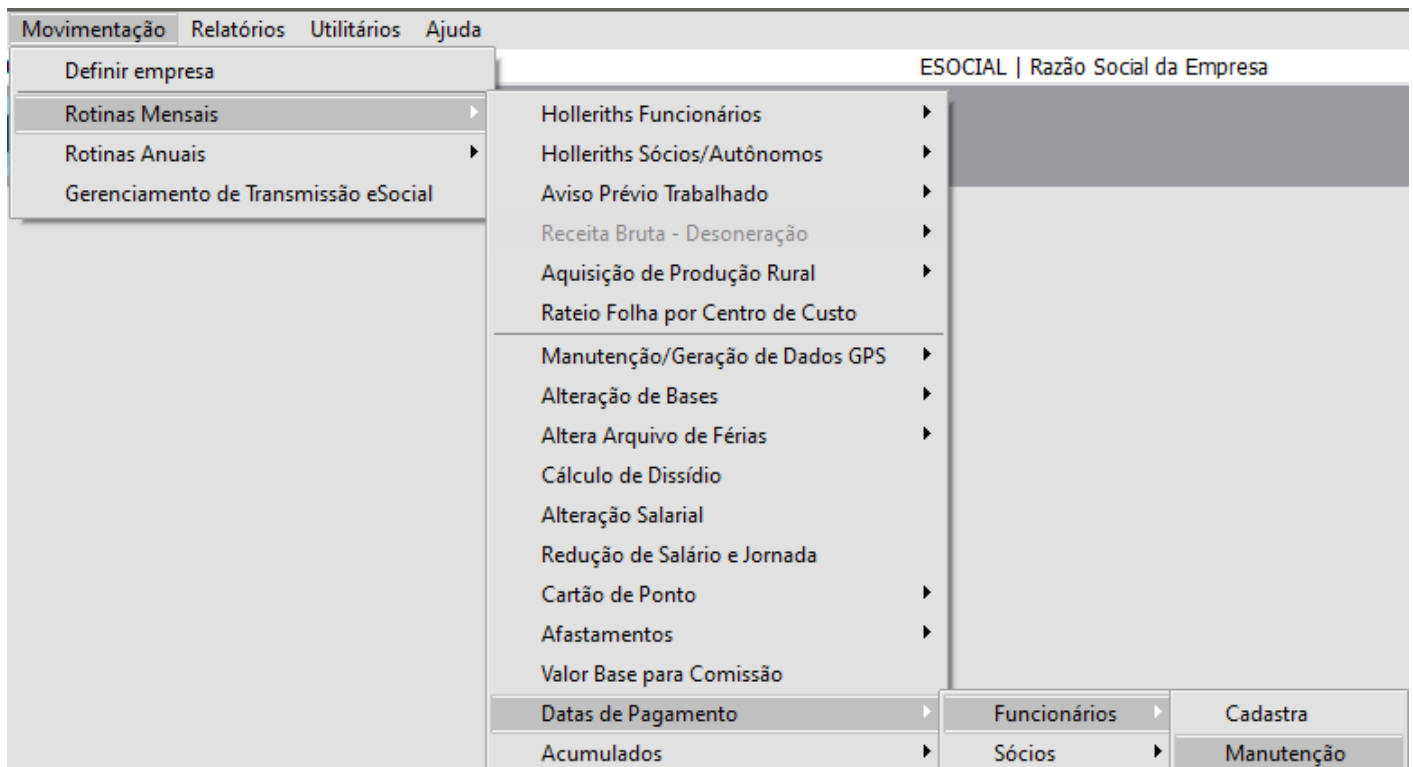 Movimentação Relatórios Utilitários Ajuda
Definir empresa
ESOCIAL | Razão Social da Empresa
Rotinas Mensais
Rotinas Anuais
Gerenciamento de Transmissão eSocial
Holleriths Funcionários
Holleriths Sócios/Autônomos
Aviso Prévio Trabalhado
Receita Bruta - Desoneração
Aquisição de Produção Rural
Rateio Folha por Centro de Custo
Manutenção/Geração de Dados GPS
Alteração de Bases
Altera Arquivo de Férias
Cálculo de Dissídio
Alteração Salarial
Redução de Salário e Jornada
Cartão de Ponto
Afastamentos
Valor Base para Comissão
Datas de Pagamento
Acumulados
Funcionários
Sócios
Cadastra
Manutenção